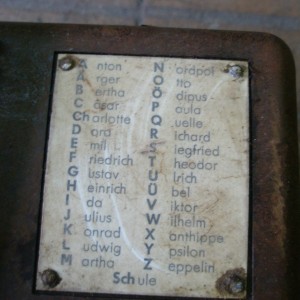 Anton
Ärger
Bertha
Cäsar
Charlotte
Dora
Emil
Friedrich
Gustav
Heinrich
Ida
Julius
Konrad
Ludwig
Martha
Nordpol
Otto
Ödipus
Paula
Quelle
Richard
Siegfried
Theodor
Ulrich
Übel
Viktor
Wilhelm
Xanthippe
Ypsilon
Zeppelin
Schule